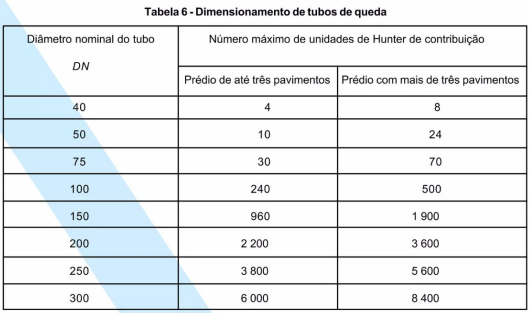 Tabela 6 - Dimensionamento de tubos de queda
Diâmetro nominal do tubo Número máximo de unidades de Hunter de contribuição
DN
Prédio de até três pavimentos Prédio com mais de três pavimentos
40 4 8
50 10 24
75 30 70
100 240 500
150 960 1 900
200 2 200 3 600
250 3 800 5 600
300 6 000 8 400